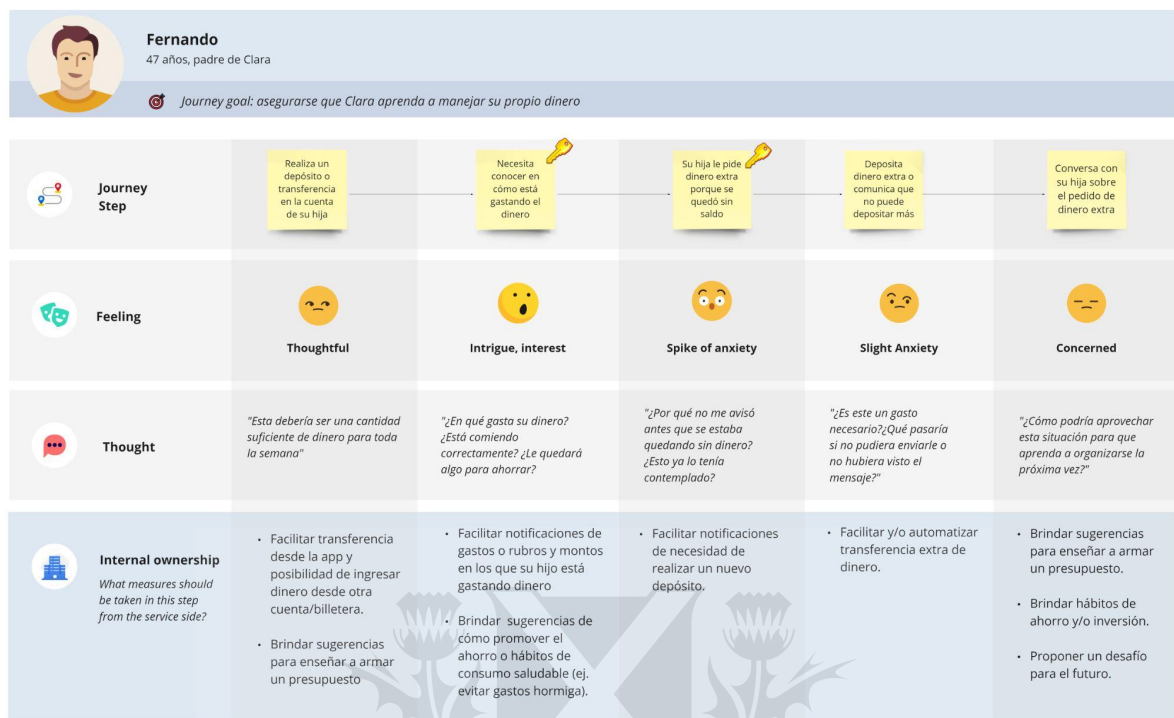 Fernando
47 años, padre de Clara
Journey goal: asegurarse que Clara aprenda a manejar su propio dinero
Journey
Step
Realiza un
depósito o
transferencia
en la cuenta
de su hija
Necesita
conocer en
cómo está
gastando el
dinero
Su hija le pide
dinero extra
porque se
quedó sin
saldo
Deposita
dinero extra o
comunica que
no puede
depositar más
Conversa con
su hija sobre
el pedido de
dinero extra
Feeling
Thoughtful
Intrigue, interest
Spike of anxiety
Slight Anxiety
Concerned
Thought
"Esta debería ser una cantidad
suficiente de dinero para toda
la semana"
"¿En qué gasta su dinero?
¿Está comiendo
correctamente? ¿Le quedará
algo para ahorrar?
"¿Por qué no me avisó
antes que se estaba
quedando sin dinero?
¿Esto ya lo tenía
contemplado?
"¿Es este un gasto
necesario?¿Qué pasaría
si no pudiera enviarle o
no hubiera visto el
mensaje?"
"¿Cómo podría aprovechar
esta situación para que
aprenda a organizarse la
próxima vez?"
Internal ownership
What measures should
be taken in this step
from the service side?
• Facilitar transferencia
desde la app y
posibilidad de ingresar
dinero desde otra
cuenta/billetera.
• Brindar sugerencias
para enseñar a armar
un presupuesto
• Facilitar notificaciones de
gastos o rubros y montos
en los que su hijo está
gastando dinero
• Brindar sugerencias de
cómo promover el
ahorro o hábitos de
consumo saludable (ej.
evitar gastos hormiga).
• Facilitar notificaciones
de necesidad de
realizar un nuevo
depósito.
• Facilitar y/o automatizar
transferencia extra de
dinero.
• Brindar sugerencias
para enseñar a armar
un presupuesto.
• Brindar hábitos de
ahorro y/o inversión.
• Proponer un desafío
para el futuro.